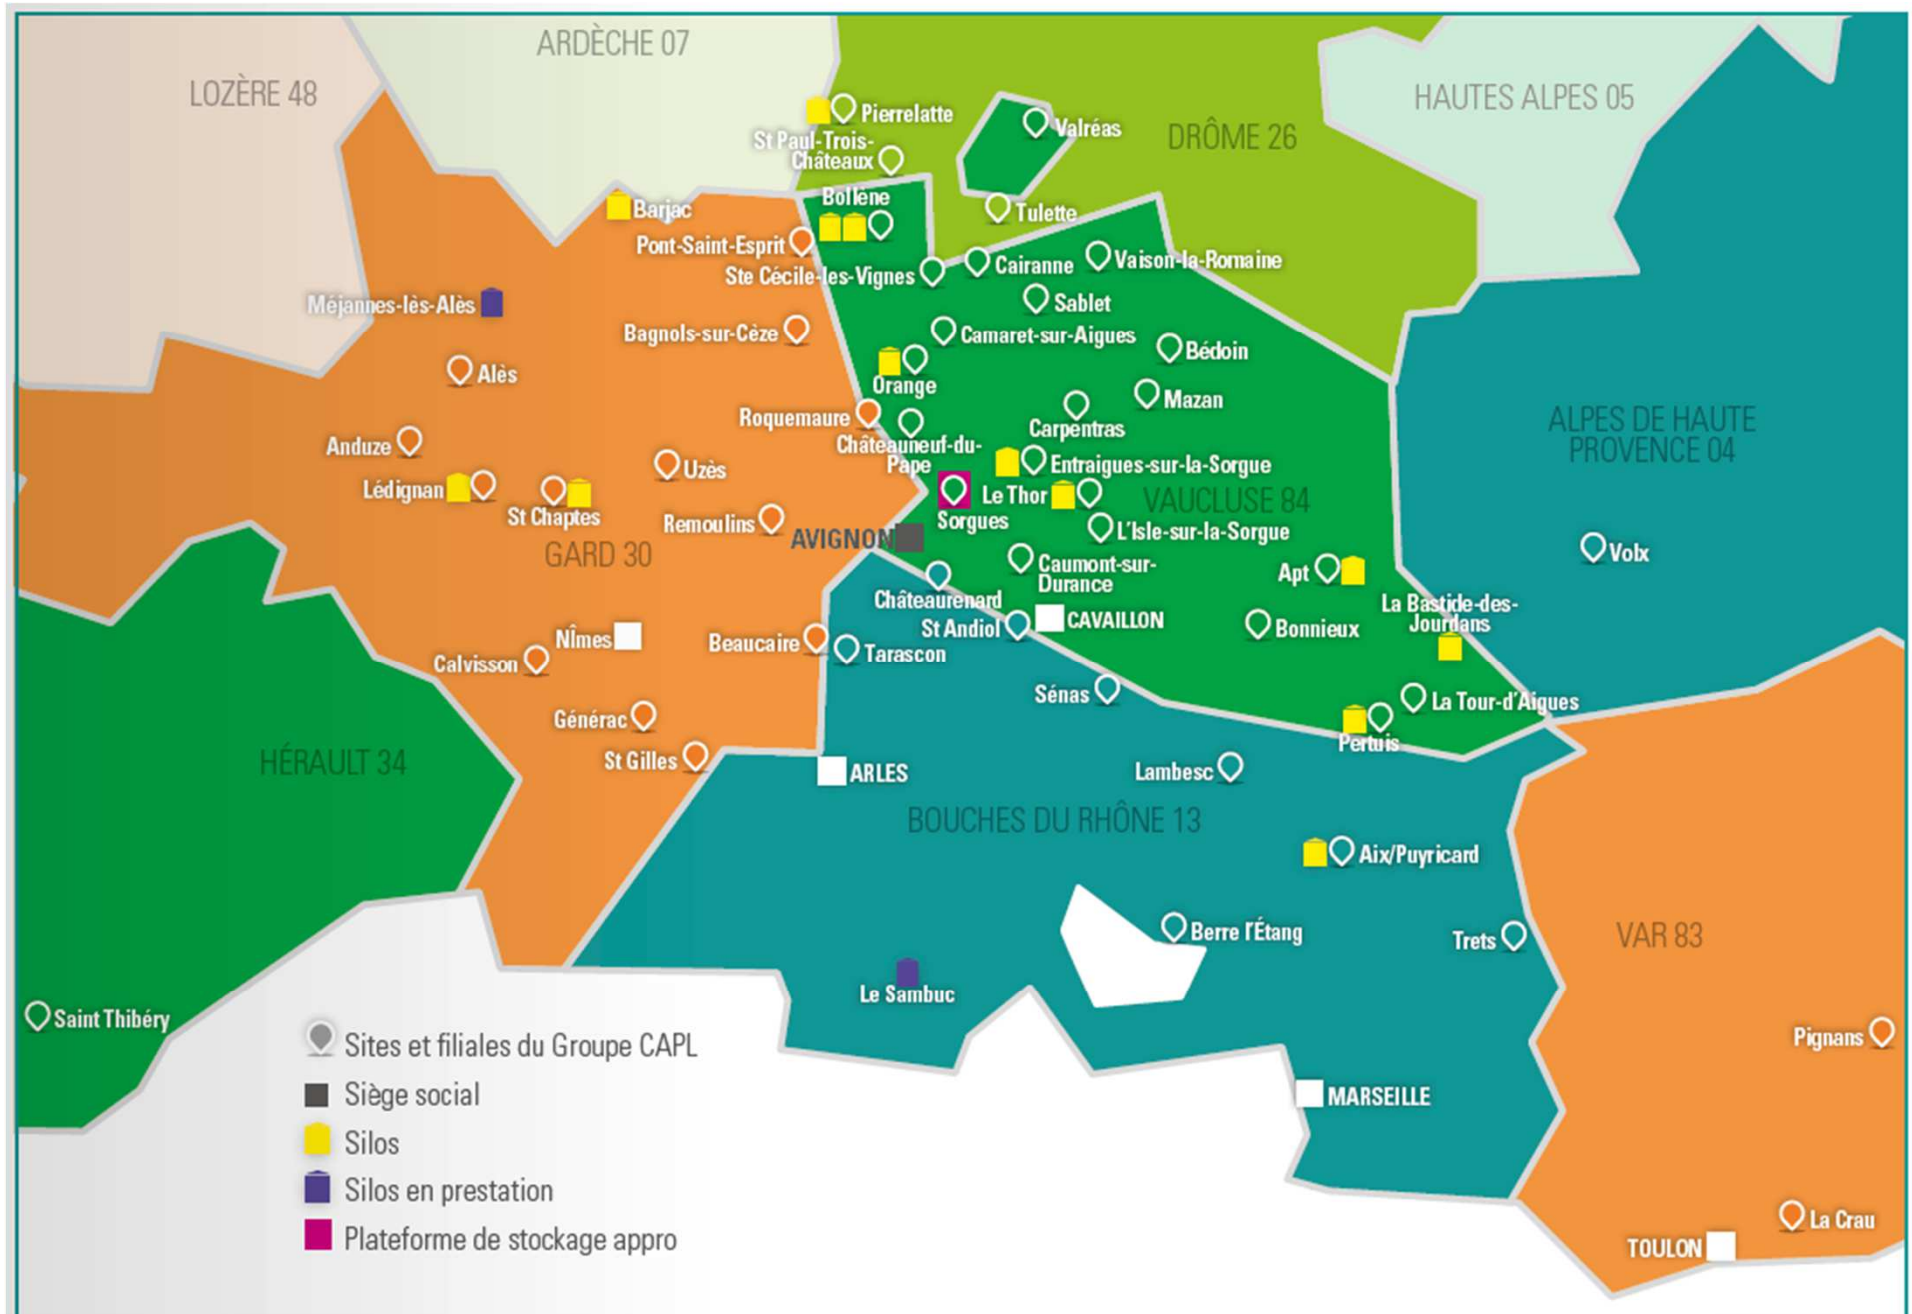 ARDÈCHE 07
LOZÈRE 48
HAUTES ALPES 05
DRÔME 26
Pierrelatte
Valréas
St Paul-Trois-
Châteaux
Bollène
Barjac
Tulette
Pont-Saint-Esprit
Ste Cécile-les-Vignes
Cairanne
Vaison-la-Romaine
Méjannes-lès-Alès
Sablet
Bagnols-sur-Cèze
Camaret-sur-Aigues
Bédoin
Alès
Orange
Mazan
Roquemaure
Carpentras
ALPES DE HAUTE
PROVENCE 04
Anduze
Châteauneuf-du-
Pape
Uzès
Entraigues-sur-la-Sorgue
Lédignan
St Chaptes
Le Thor
VAUCLUSE 84
Remoulins
Sorgues
AVIGNON
L'Isle-sur-la-Sorgue
GARD 30
Volx
Caumont-sur-
Durance
Apt
Châteaurenard
La Bastide-des-
Jourdans
St Andiol
CAVAILLON
Bonnieux
NÎmes
Beaucaire
Tarascon
Calvisson
Sénas
La Tour-d'Aigues
Générac
Pertuis
St Gilles
HÉRAULT 34
ARLES
Lambesc
BOUCHES DU RHÔNE 13
Aix/Puyricard
Berre l'Étang
Trets
VAR 83
Le Sambuc
Saint Thibéry
Pignans
Sites et filiales du Groupe CAPL
Siège social
MARSEILLE
Silos
Silos en prestation
Plateforme de stockage appro
La Crau
TOULON